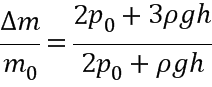 Δm/m₀ = (2p₀ + 3ρgh)/(2p₀ + ρgh)